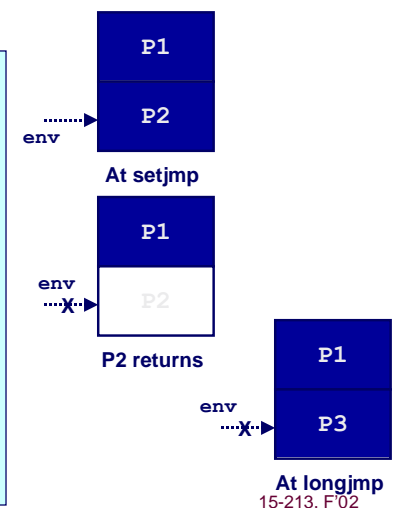 P1
P2
env
At setjmp
P1
env
X
P2
P2 returns
P1
env
X
P3
At longjmp
15-213, F'02